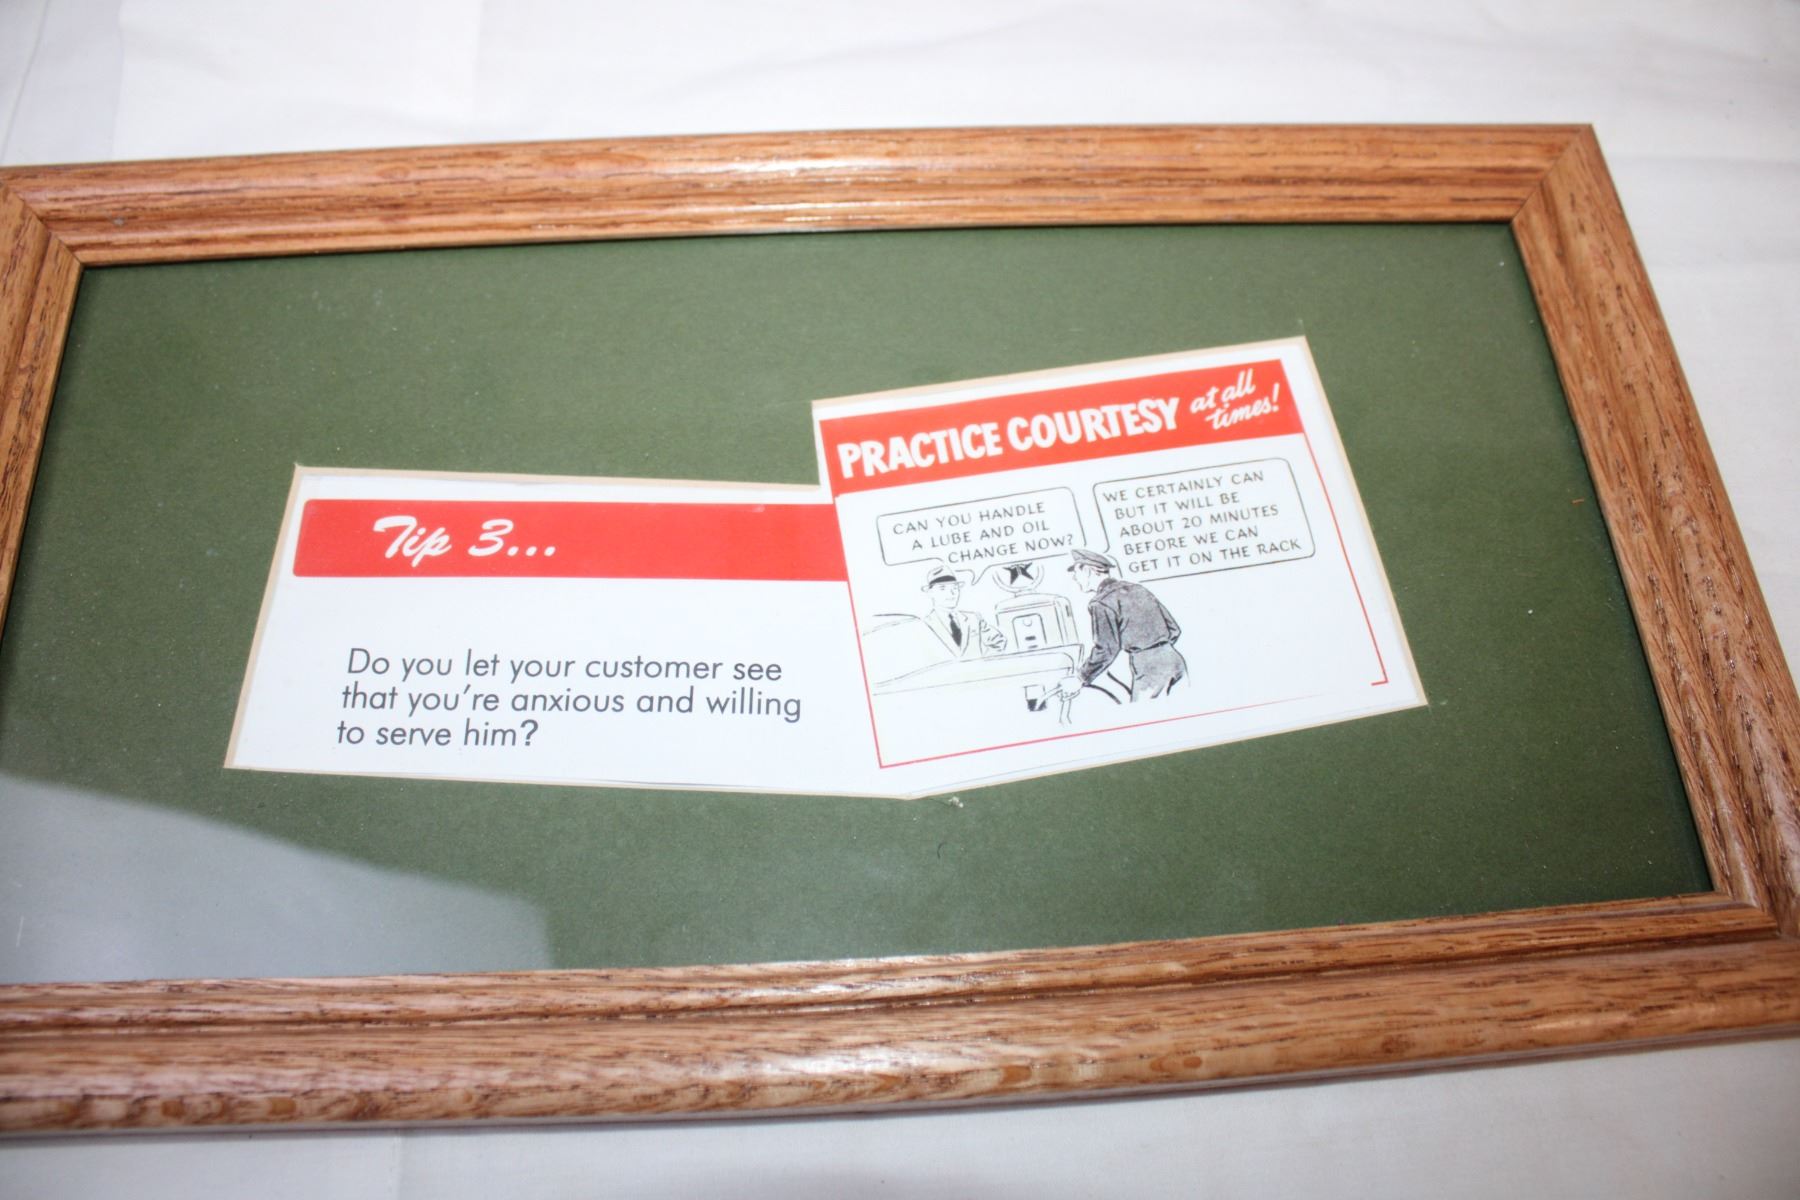 Tip 3...
Do you let your customer see
that you're anxious and willing
to serve him?
PRACTICE COURTESY at all
times!
CAN YOU HANDLE
A LUBE AND OIL
CHANGE NOW?
WE CERTAINLY CAN
BUT IT WILL BE
ABOUT 20 MINUTES
BEFORE WE CAN
GET IT ON THE RACK